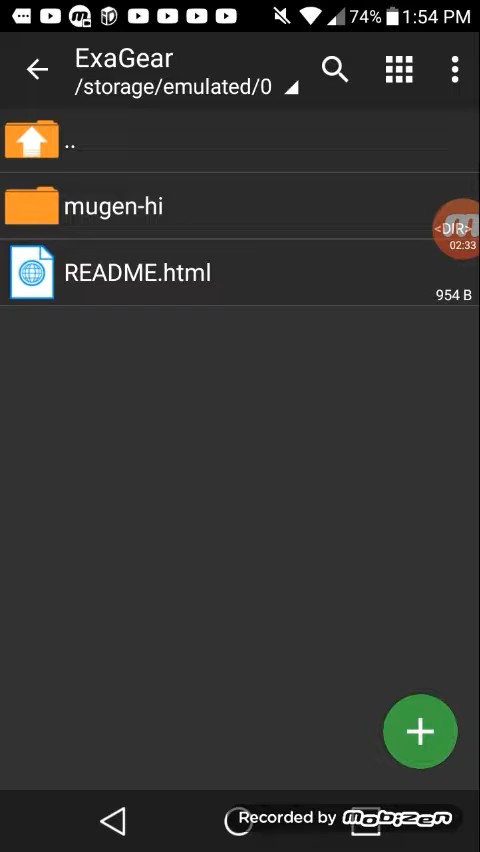 74% 1:54 PM
ExaGear
/storage/emulated/0
..
mugen-hi
<DIR>
02:33
README.html
954 B
+
Recorded by MOBIZEN